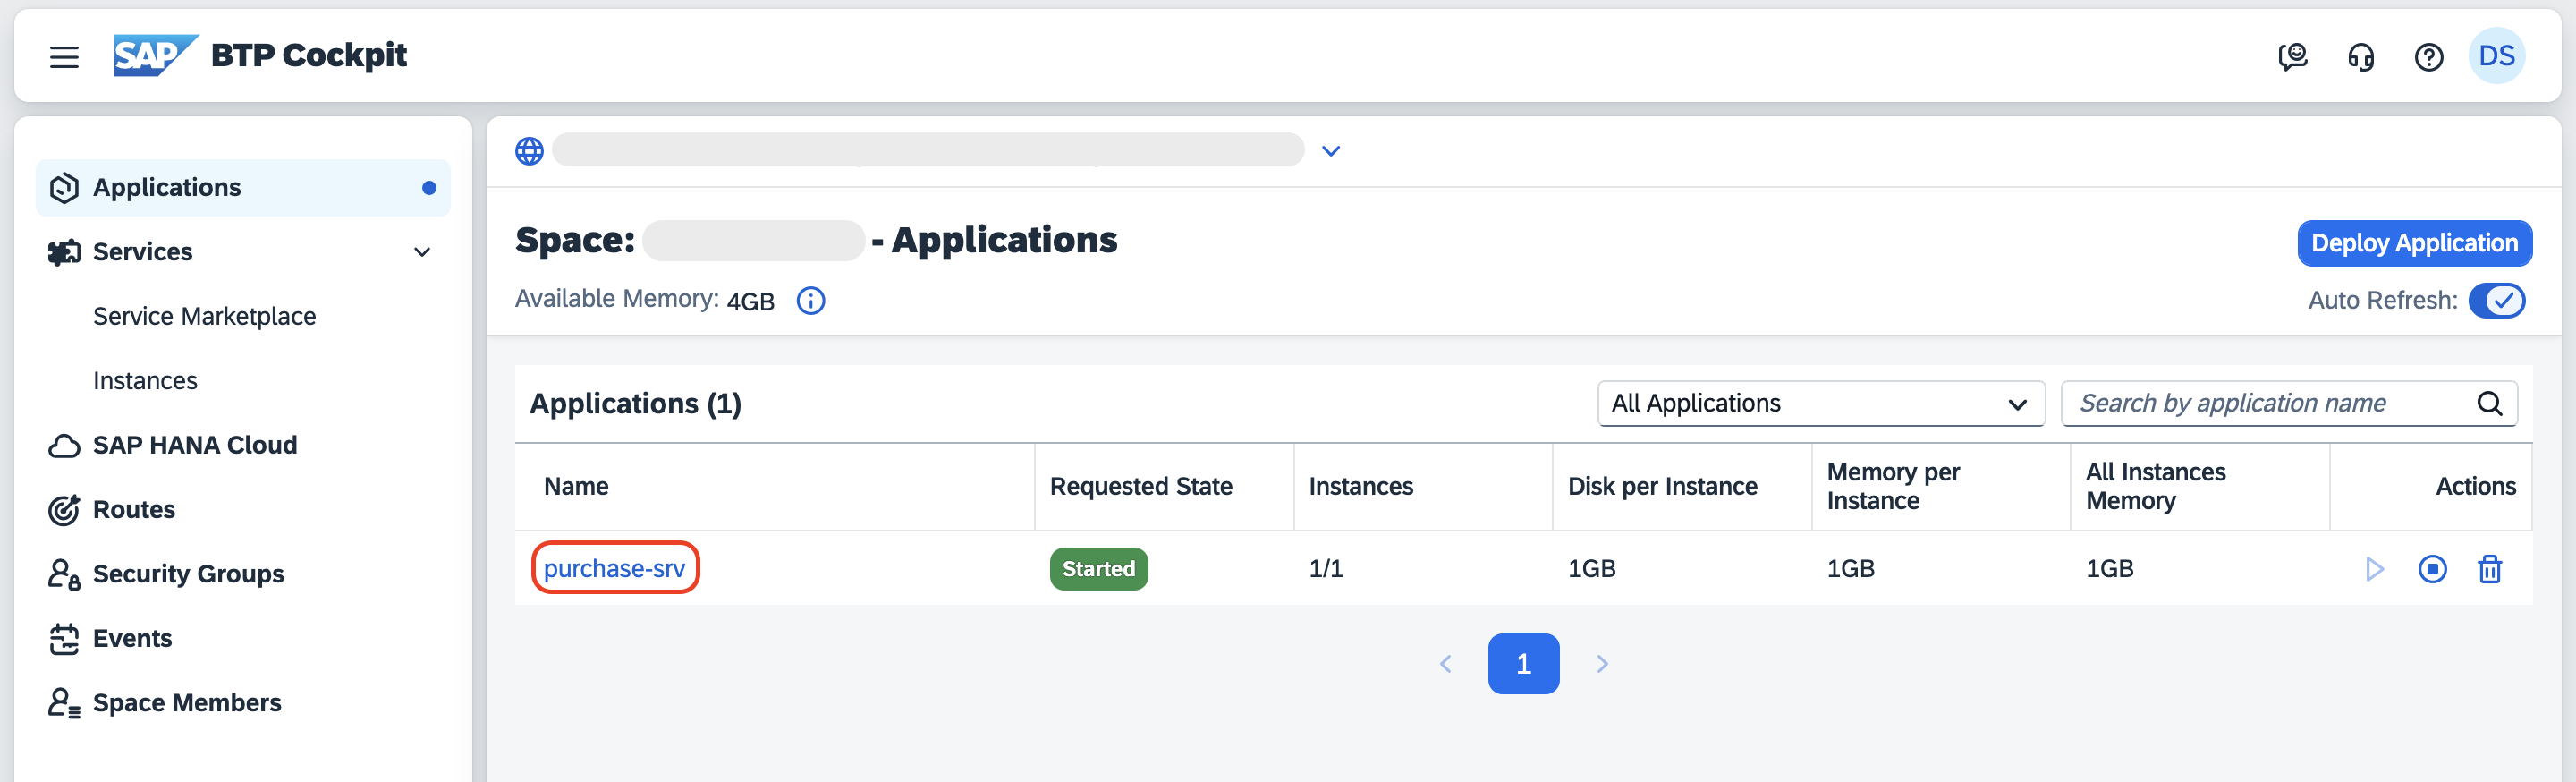 SAP BTP Cockpit
DS
Applications
Services
Service Marketplace
Instances
SAP HANA Cloud
Routes
Security Groups
Events
Space Members
Space: - Applications
Deploy Application
Available Memory: 4GB
Auto Refresh:
Applications (1)
All Applications
Search by application name
Name
Requested State
Instances
Disk per Instance
Memory per
Instance
All Instances
Memory
Actions
purchase-srv
Started
1/1
1GB
1GB
1GB
1